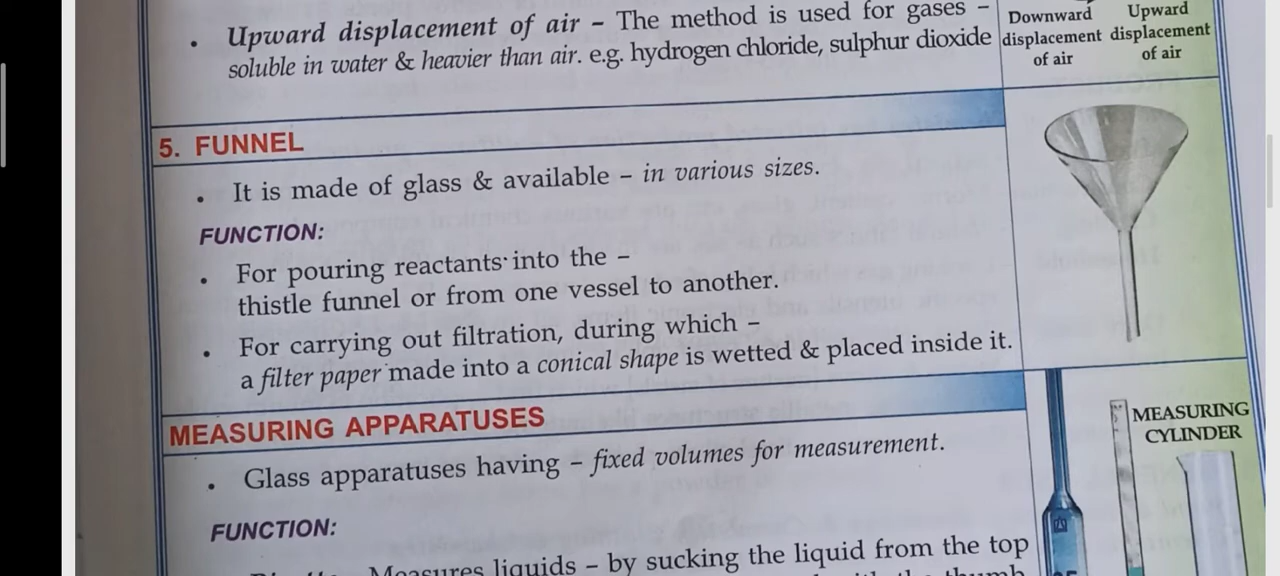 • Upward displacement of air – The method is used for gases –
soluble in water & heavier than air. e.g. hydrogen chloride, sulphur dioxide
Downward
displacement
of air
Upward
displacement
of air
5. FUNNEL
• It is made of glass & available – in various sizes.
FUNCTION:
• For pouring reactants into the –
thistle funnel or from one vessel to another.
• For carrying out filtration, during which –
a filter paper made into a conical shape is wetted & placed inside it.
MEASURING APPARATUSES
• Glass apparatuses having – fixed volumes for measurement.
MEASURING
CYLINDER
FUNCTION:
Measures liquids – by sucking the liquid from the top